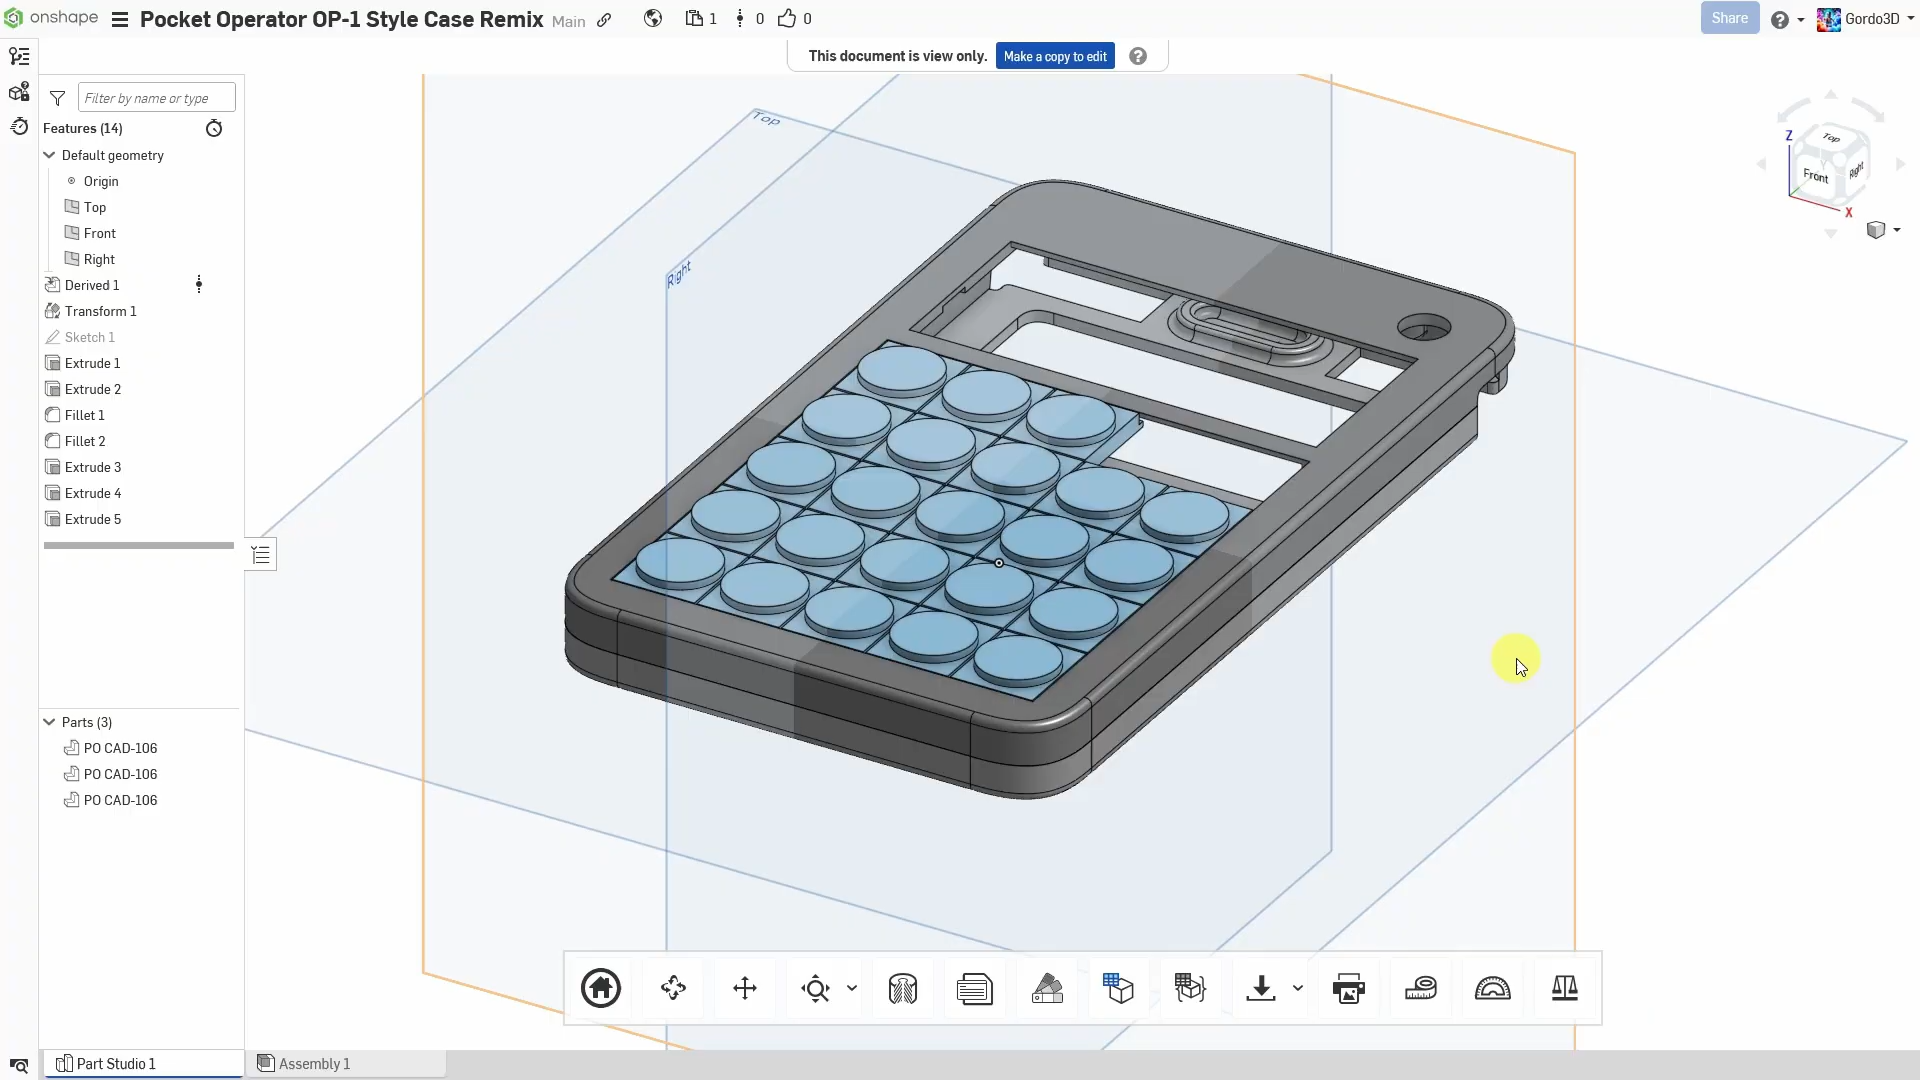 onshape
Pocket Operator OP-1 Style Case Remix Main
1
0
0
Share
Gordo3D
This document is view only.
Make a copy to edit
Filter by name or type
Features (14)
Default geometry
Origin
Top
Front
Right
Derived 1
Transform 1
Sketch 1
Extrude 1
Extrude 2
Fillet 1
Fillet 2
Extrude 3
Extrude 4
Extrude 5
Parts (3)
PO CAD-106
PO CAD-106
PO CAD-106
Top
Right
Z
Top
Y
Front
Right
X
Part Studio 1
Assembly 1